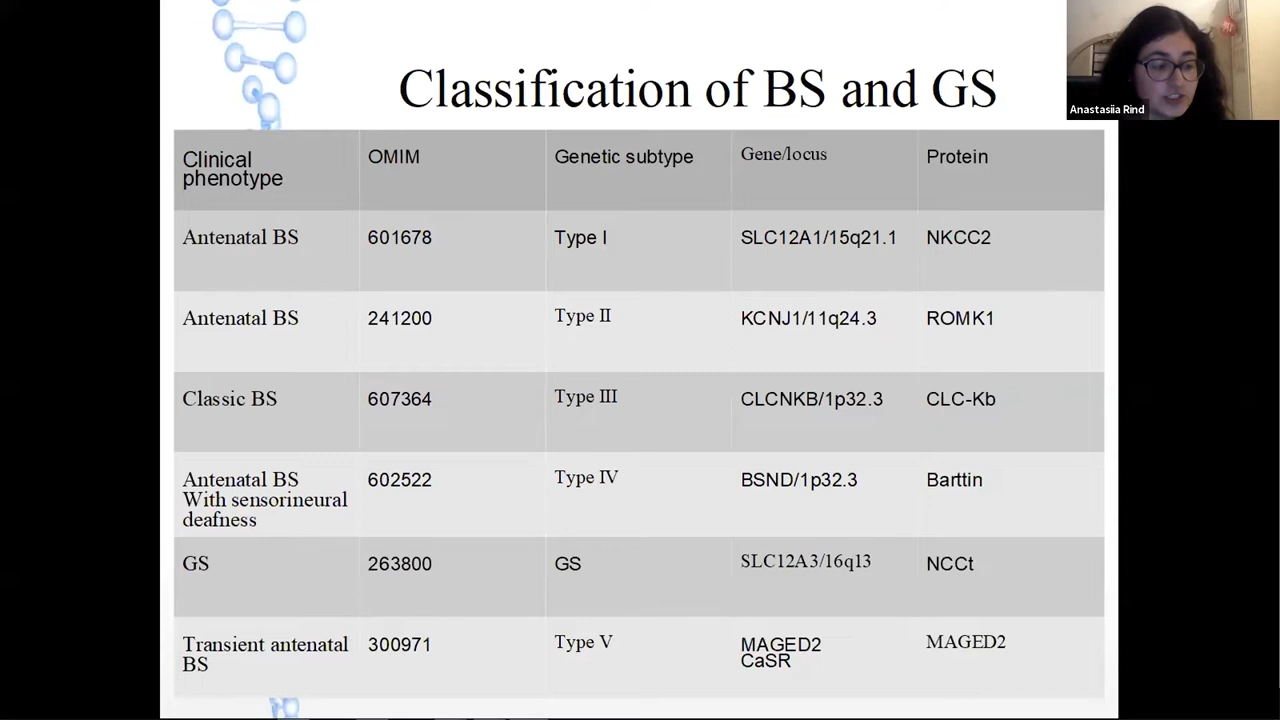 Classification of BS and GS
Anastasiia Rind
Clinical
phenotype
OMIM
Genetic subtype
Gene/locus
Protein
Antenatal BS
601678
Type I
SLC12A1/15q21.1
NKCC2
Antenatal BS
241200
Type II
KCNJ1/11q24.3
ROMK1
Classic BS
607364
Type III
CLCNKB/1p32.3
CLC-Kb
Antenatal BS
With sensorineural
deafness
602522
Type IV
BSND/1p32.3
Barttin
GS
263800
GS
SLC12A3/16q13
NCCt
Transient antenatal
BS
300971
Type V
MAGED2
CaSR
MAGED2